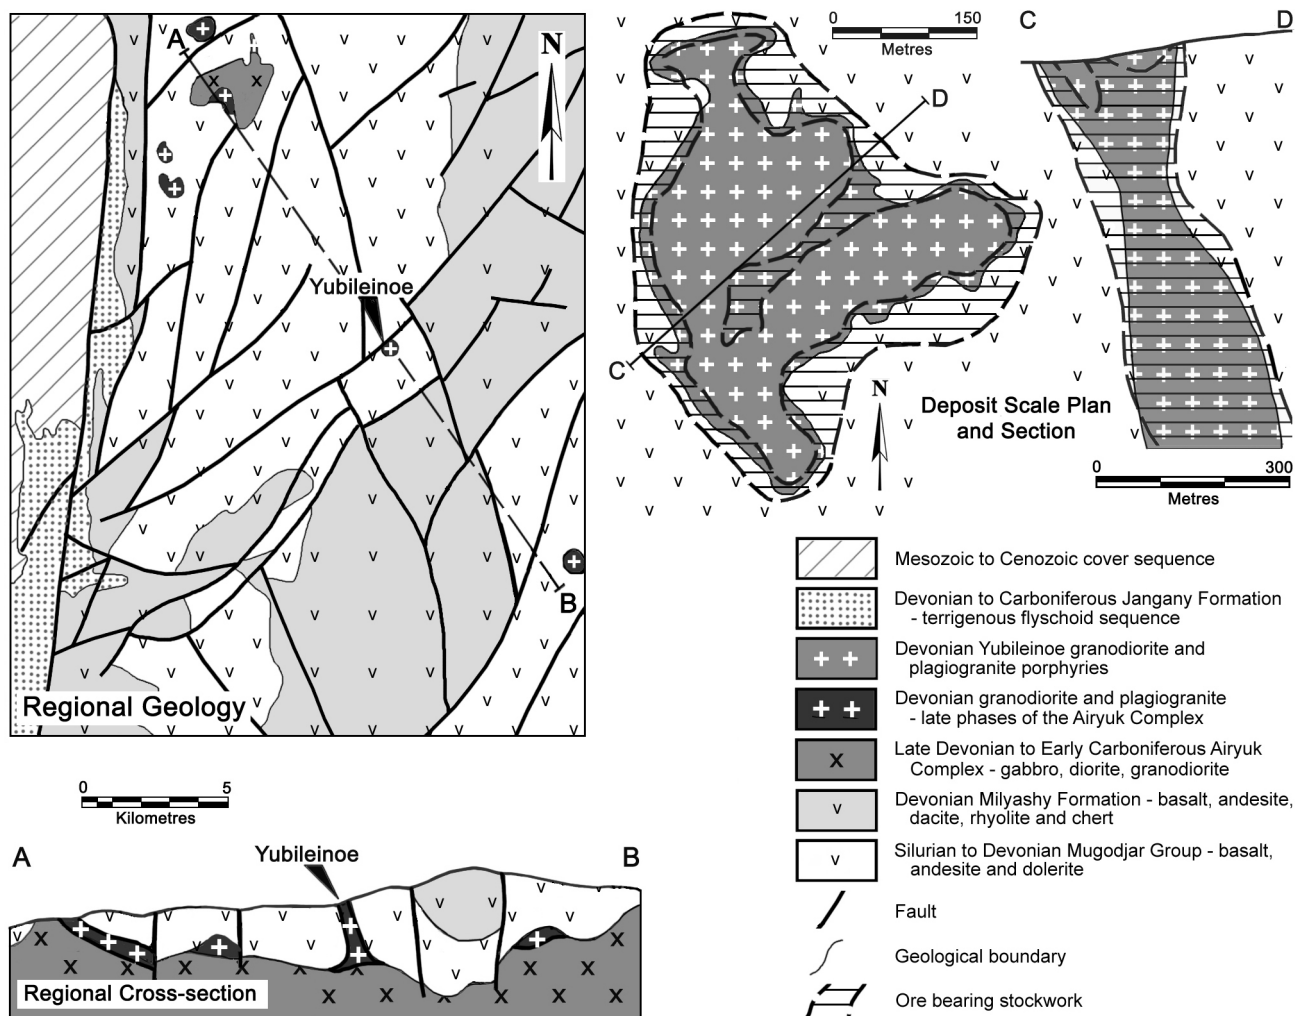 A
N
Yubileinoe
B
Regional Geology
0 5
Kilometres
A B
Yubileinoe
Regional Cross-section
0 150
Metres
C D
D
C
N
Deposit Scale Plan
and Section
0 300
Metres
Mesozoic to Cenozoic cover sequence
Devonian to Carboniferous Jangany Formation
- terrigenous flyschoid sequence
Devonian Yubileinoe granodiorite and
plagiogranite porphyries
Devonian granodiorite and plagiogranite
- late phases of the Airyuk Complex
Late Devonian to Early Carboniferous Airyuk
Complex - gabbro, diorite, granodiorite
Devonian Milyashy Formation - basalt, andesite,
dacite, rhyolite and chert
Silurian to Devonian Mugodjar Group - basalt,
andesite and dolerite
Fault
Geological boundary
Ore bearing stockwork